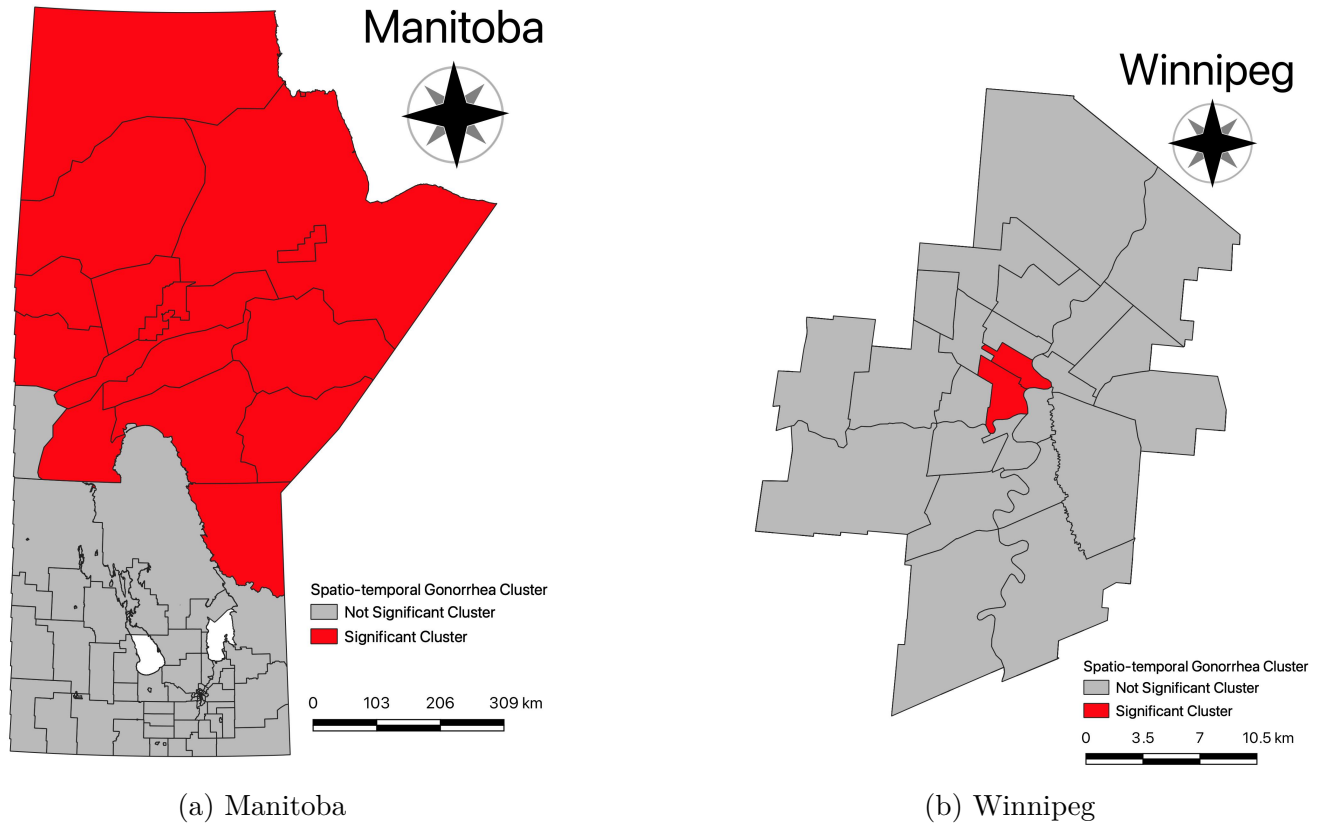 Manitoba
Spatio-temporal Gonorrhea Cluster
Not Significant Cluster
Significant Cluster
0 103 206 309 km
(a) Manitoba
Winnipeg
Spatio-temporal Gonorrhea Cluster
Not Significant Cluster
Significant Cluster
0 3.5 7 10.5 km
(b) Winnipeg